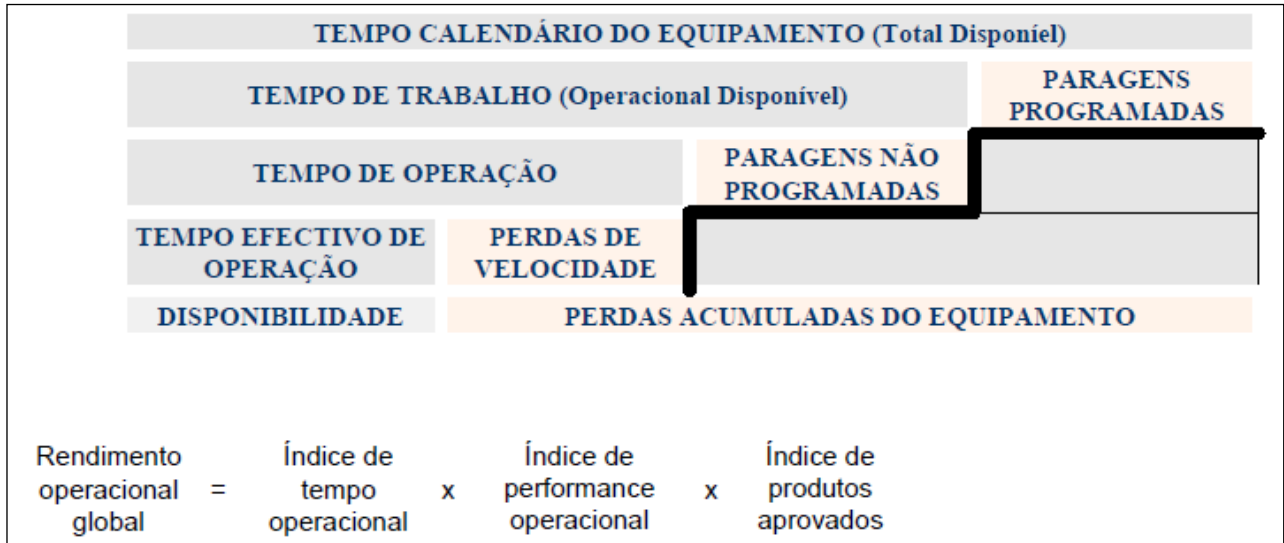 TEMPO CALENDÁRIO DO EQUIPAMENTO (Total Disponíel)
TEMPO DE TRABALHO (Operacional Disponível)
PARAGENS
PROGRAMADAS
TEMPO DE OPERAÇÃO
PARAGENS NÃO
PROGRAMADAS
TEMPO EFECTIVO DE
OPERAÇÃO
PERDAS DE
VELOCIDADE
DISPONIBILIDADE
PERDAS ACUMULADAS DO EQUIPAMENTO
Rendimento Índice de Índice de Índice de
operacional = tempo x performance x produtos
global operacional operacional aprovados